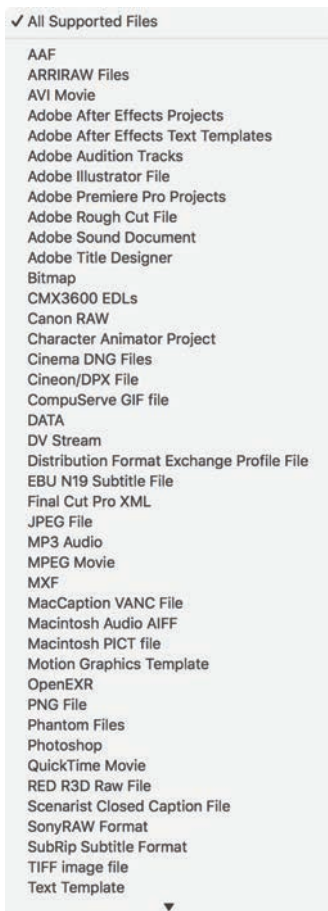 ✓ All Supported Files
AAF
ARRIRAW Files
AVI Movie
Adobe After Effects Projects
Adobe After Effects Text Templates
Adobe Audition Tracks
Adobe Illustrator File
Adobe Premiere Pro Projects
Adobe Rough Cut File
Adobe Sound Document
Adobe Title Designer
Bitmap
CMX3600 EDLs
Canon RAW
Character Animator Project
Cinema DNG Files
Cineon/DPX File
CompuServe GIF file
DATA
DV Stream
Distribution Format Exchange Profile File
EBU N19 Subtitle File
Final Cut Pro XML
JPEG File
MP3 Audio
MPEG Movie
MXF
MacCaption VANC File
Macintosh Audio AIFF
Macintosh PICT file
Motion Graphics Template
OpenEXR
PNG File
Phantom Files
Photoshop
QuickTime Movie
RED R3D Raw File
Scenarist Closed Caption File
SonyRAW Format
SubRip Subtitle Format
TIFF image file
Text Template